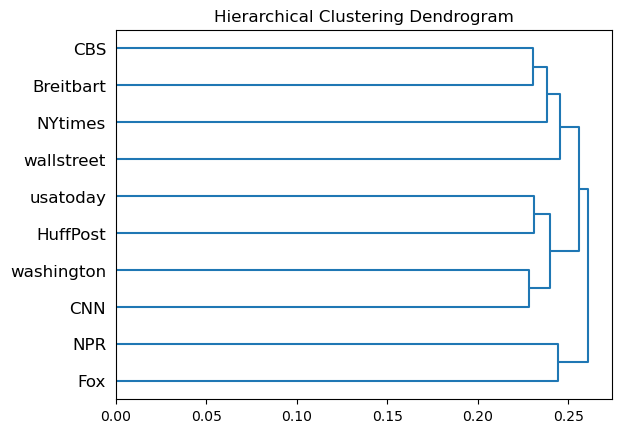 Hierarchical Clustering Dendrogram
CBS
Breitbart
NYtimes
wallstreet
usatoday
HuffPost
washington
CNN
NPR
Fox
0.00 0.05 0.10 0.15 0.20 0.25